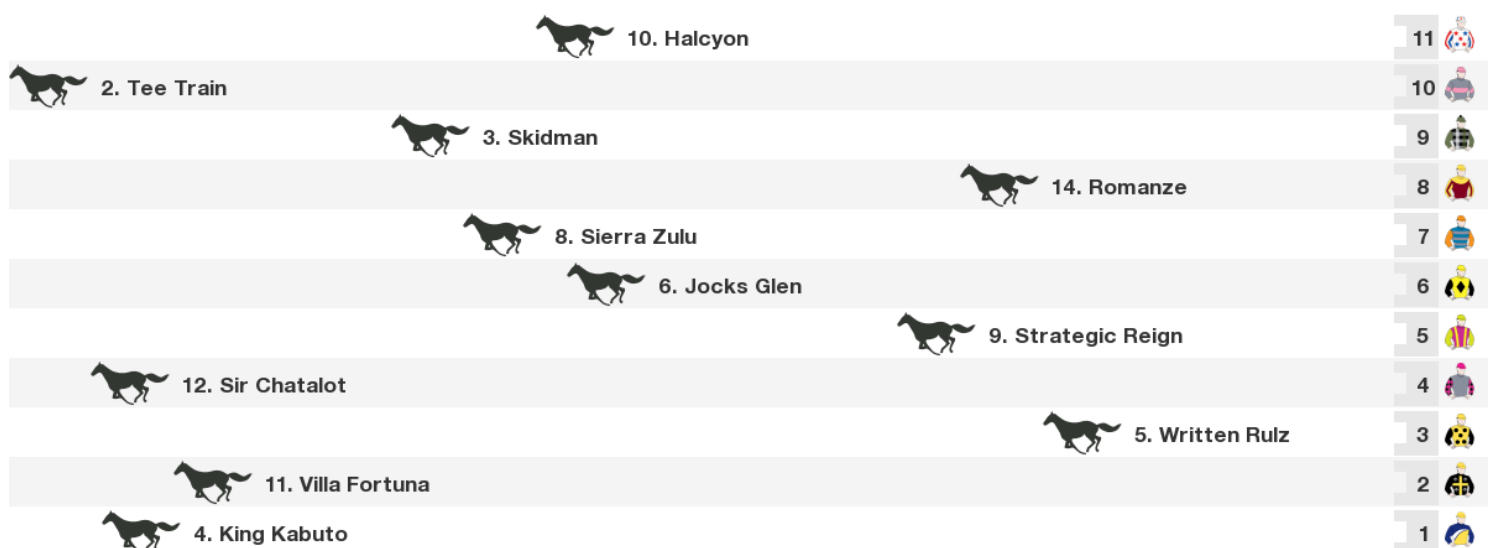 10. Halcyon 11
2. Tee Train 10
3. Skidman 9
14. Romanze 8
8. Sierra Zulu 7
6. Jocks Glen 6
9. Strategic Reign 5
12. Sir Chatalot 4
5. Written Rulz 3
11. Villa Fortuna 2
4. King Kabuto 1